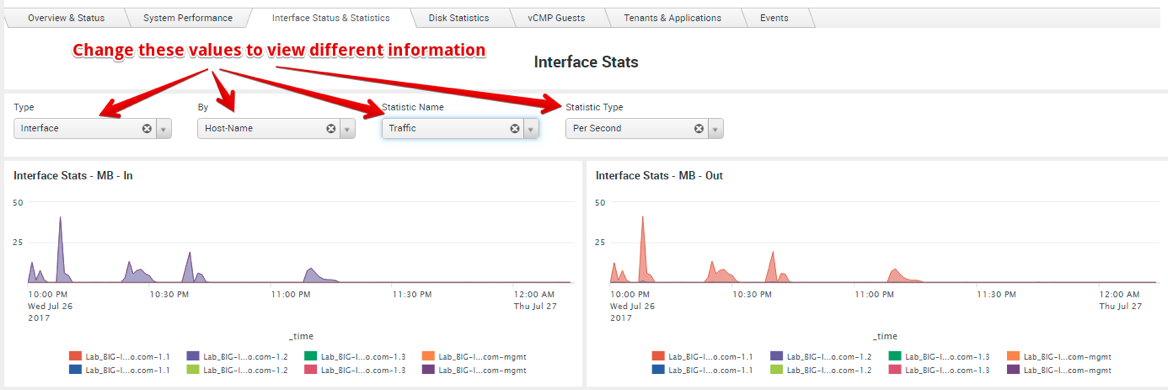 Overview & Status System Performance Interface Status & Statistics Disk Statistics vCMP Guests Tenants & Applications Events
Change these values to view different information
Interface Stats
Type By Statistic Name Statistic Type
Interface Host-Name Traffic Per Second
Interface Stats - MB - In
50
25
10:00 PM 10:30 PM 11:00 PM 11:30 PM 12:00 AM
Wed Jul 26 Thu Jul 27
2017
_time
Lab_BIG-I...o.com-1.1 Lab_BIG-I...o.com-1.2 Lab_BIG-I...o.com-1.3 Lab_BIG-I...com-mgmt
Lab_BIG-I...o.com-1.1 Lab_BIG-I...o.com-1.2 Lab_BIG-I...o.com-1.3 Lab_BIG-I...com-mgmt
Interface Stats - MB - Out
50
25
10:00 PM 10:30 PM 11:00 PM 11:30 PM 12:00 AM
Wed Jul 26 Thu Jul 27
2017
_time
Lab_BIG-I...o.com-1.1 Lab_BIG-I...o.com-1.2 Lab_BIG-I...o.com-1.3 Lab_BIG-I...com-mgmt
Lab_BIG-I...o.com-1.1 Lab_BIG-I...o.com-1.2 Lab_BIG-I...o.com-1.3 Lab_BIG-I...com-mgmt